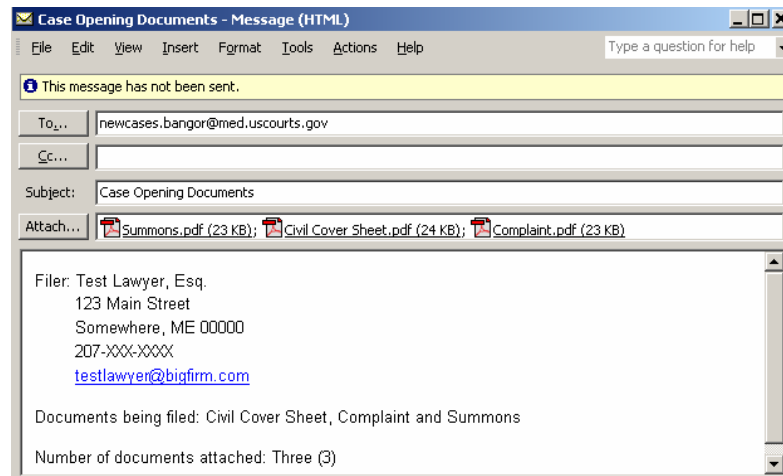 Case Opening Documents - Message (HTML)
File Edit View Insert Format Tools Actions Help Type a question for help
This message has not been sent.
To... newcases.bangor@med.uscourts.gov
Cc...
Subject: Case Opening Documents
Attach... Summons.pdf (23 KB); Civil Cover Sheet.pdf (24 KB); Complaint.pdf (23 KB)
Filer: Test Lawyer, Esq.
123 Main Street
Somewhere, ME 00000
207-XXX-XXXX
testlawyer@bigfirm.com
Documents being filed: Civil Cover Sheet, Complaint and Summons
Number of documents attached: Three (3)